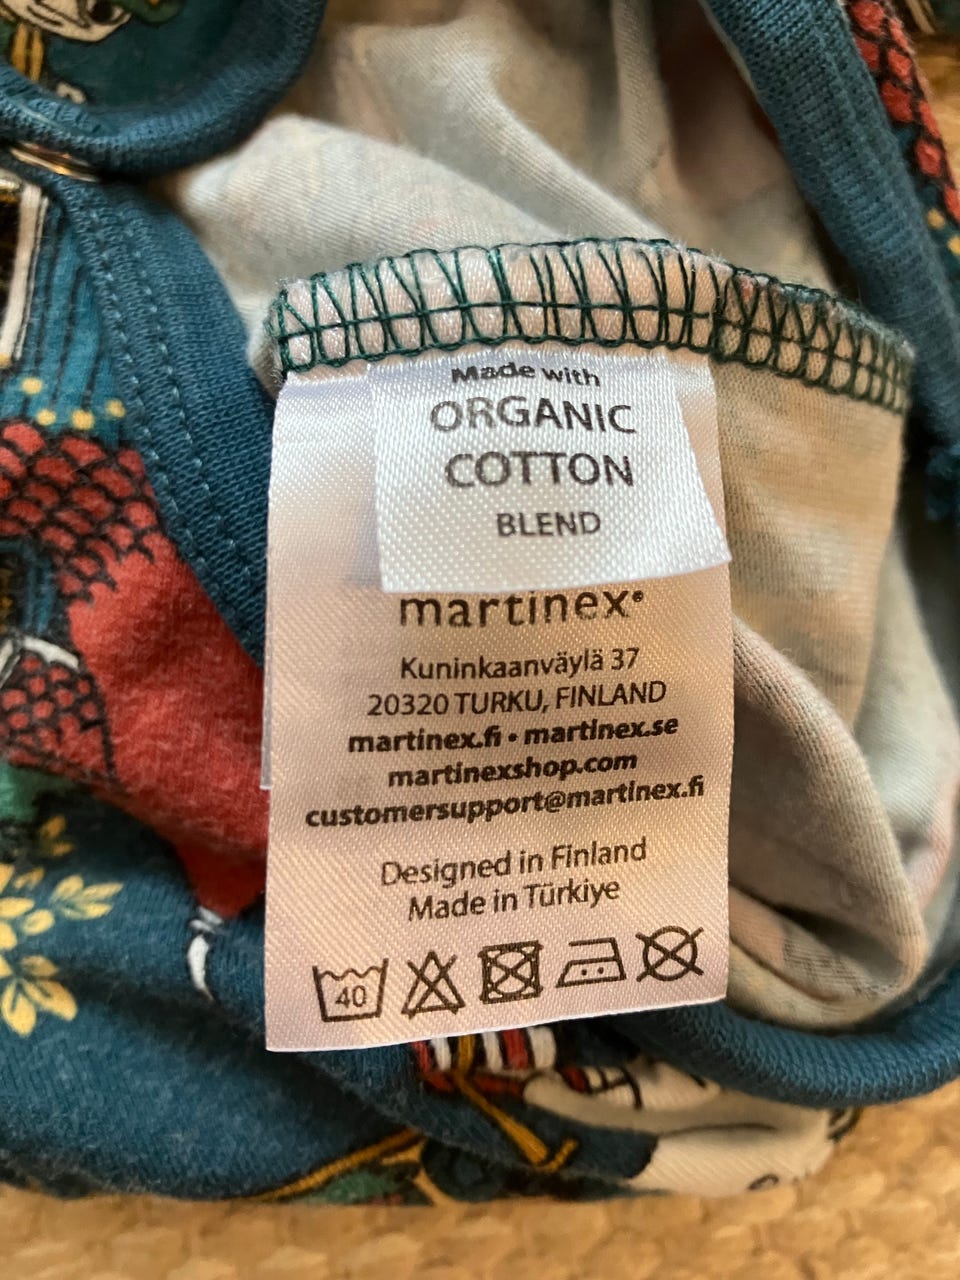 Made with
ORGANIC
COTTON
BLEND
martinex®
Kuninkaanväylä 37
20320 TURKU, FINLAND
martinex.fi • martinex.se
martinexshop.com
customersupport@martinex.fi
Designed in Finland
Made in Türkiye
40